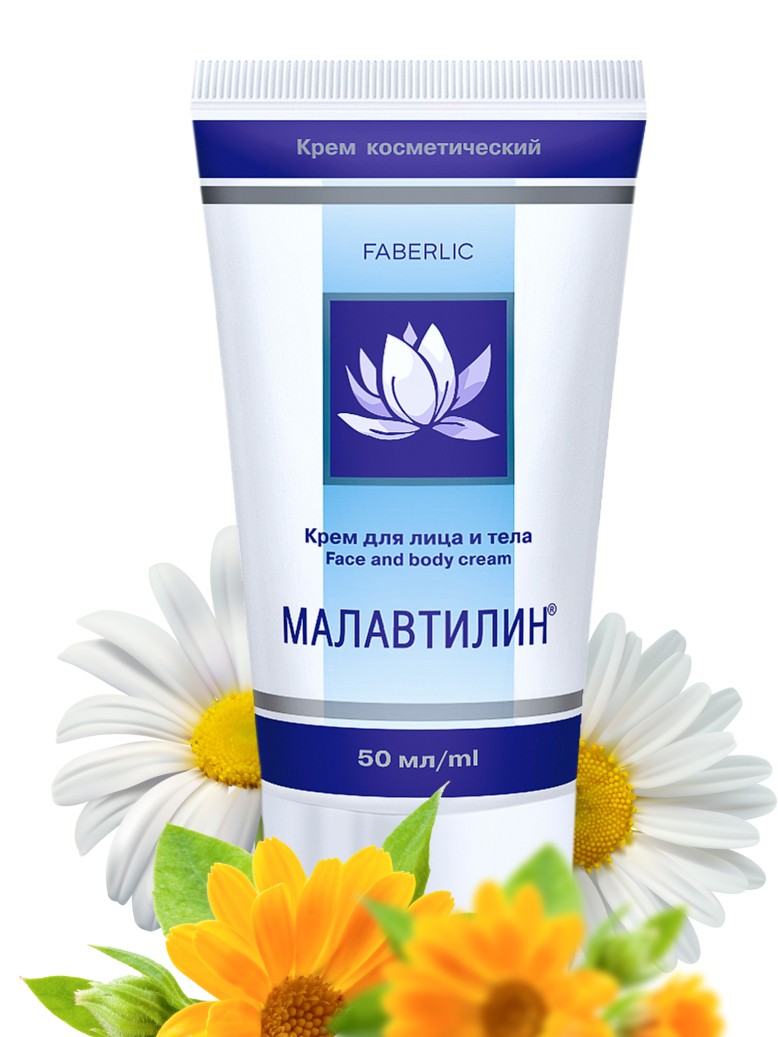 Крем косметический
FABERLIC
Крем для лица и тела
Face and body cream
МАЛАВТИЛИН®
50 мл/ml